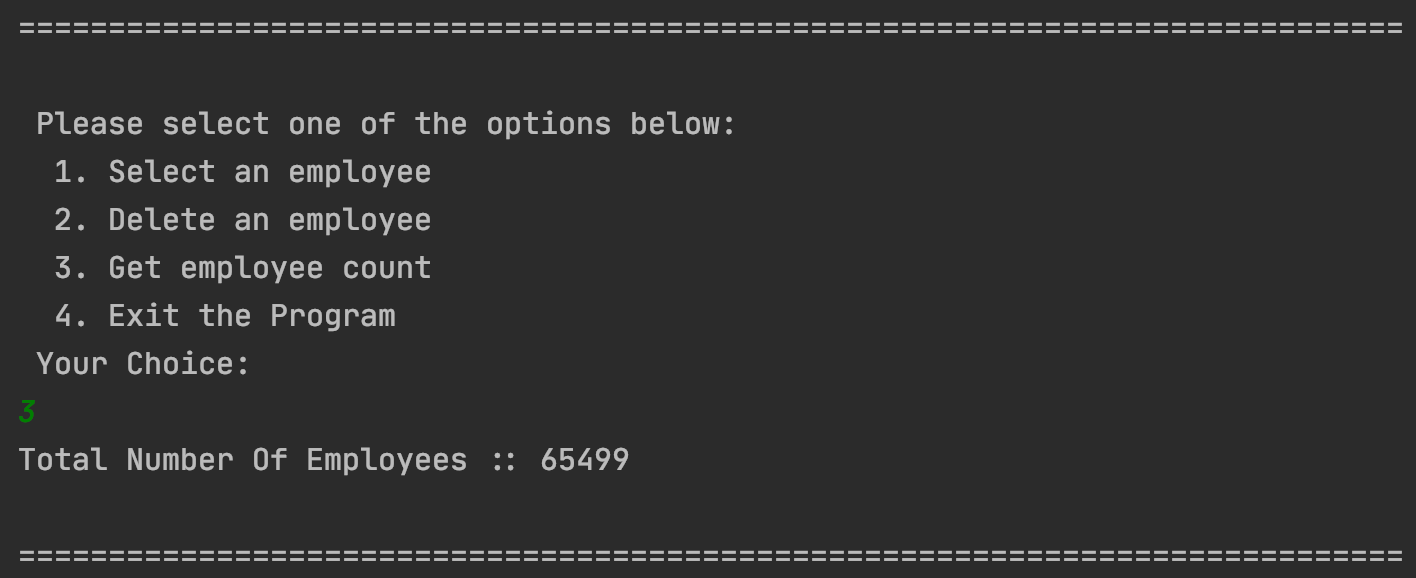 =============================================================================
Please select one of the options below:
1. Select an employee
2. Delete an employee
3. Get employee count
4. Exit the Program
Your Choice:
3
Total Number Of Employees :: 65499
=============================================================================